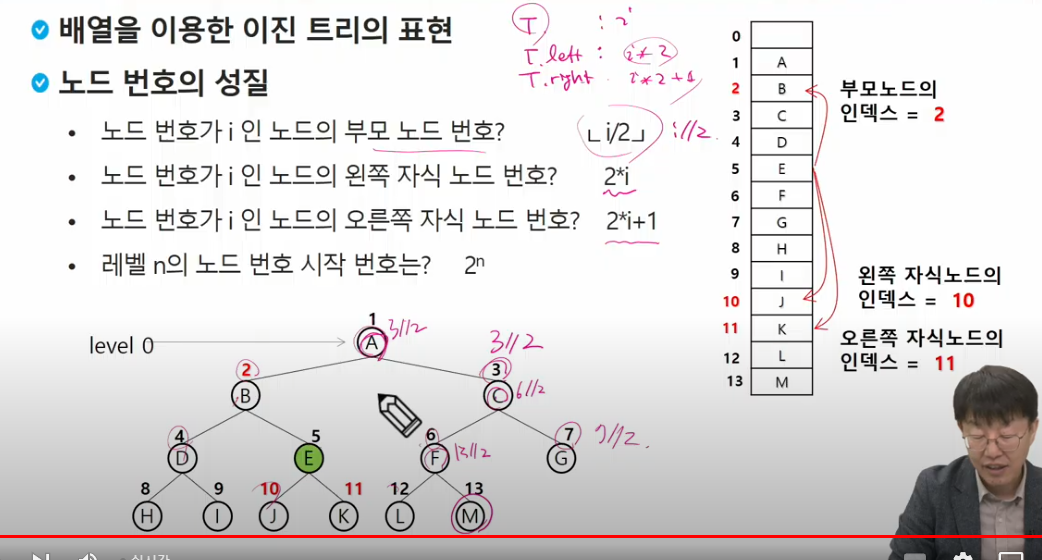 배열을 이용한 이진 트리의 표현
노드 번호의 성질
• 노드 번호가 i 인 노드의 부모 노드 번호? ⌞i/2⌟ i//2
• 노드 번호가 i 인 노드의 왼쪽 자식 노드 번호? 2*i
• 노드 번호가 i 인 노드의 오른쪽 자식 노드 번호? 2*i+1
• 레벨 n의 노드 번호 시작 번호는? 2ⁿ
T : i
T.left : i*2
T.right i*2+1
0
1 A
2 B
3 C
4 D
5 E
6 F
7 G
8 H
9 I
10 J
11 K
12 L
13 M
부모노드의
인덱스 = 2
왼쪽 자식노드의
인덱스 = 10
오른쪽 자식노드의
인덱스 = 11
level 0
1
A 3//2
3//2
2 3
B C 6//2
4 5 6 7
D E F 13//2 G //2
8 9 10 11 12 13
H I J K L M
실시간